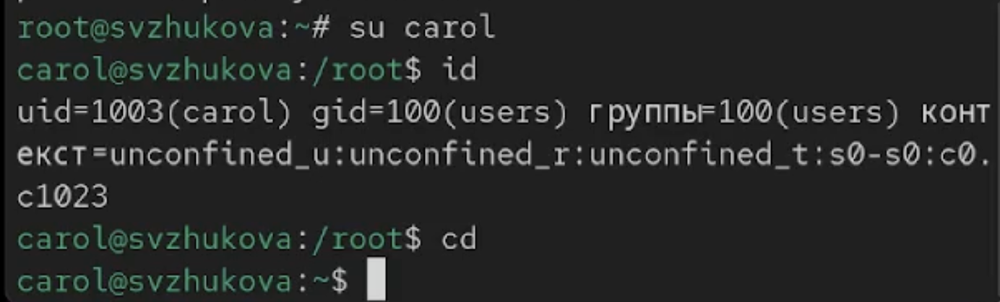 root@svzhukova:~# su carol
carol@svzhukova:/root$ id
uid=1003(carol) gid=100(users) группы=100(users) конт
екст=unconfined_u:unconfined_r:unconfined_t:s0-s0:c0.
c1023
carol@svzhukova:/root$ cd
carol@svzhukova:~$